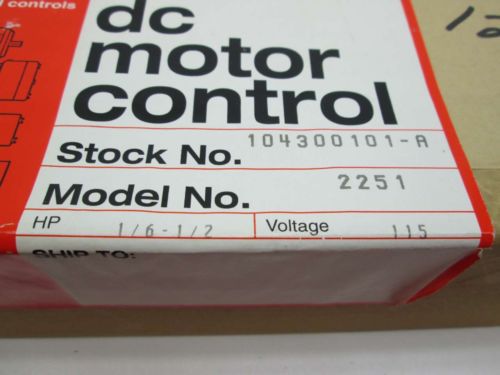 controls
dc
motor
control
Stock No. 104300101-A
Model No. 2251
HP 1/6-1/2 Voltage 115
SHIP TO: